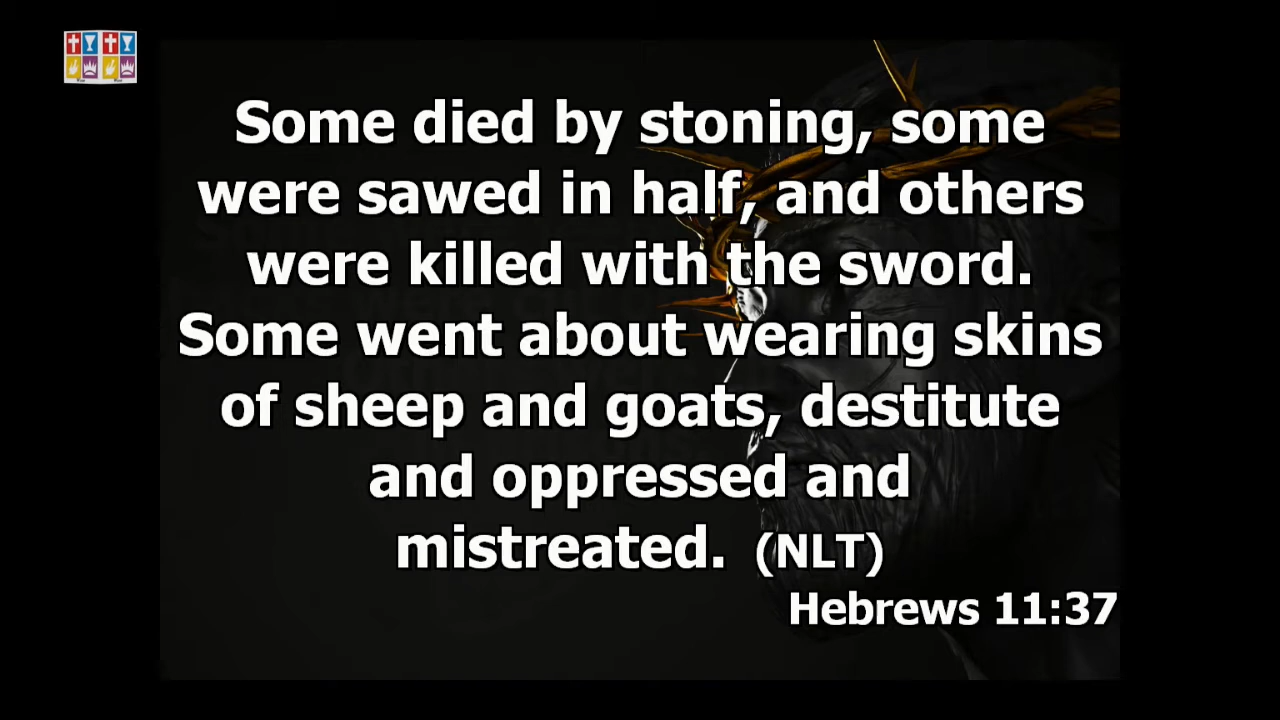 Some died by stoning, some
were sawed in half, and others
were killed with the sword.
Some went about wearing skins
of sheep and goats, destitute
and oppressed and
mistreated. (NLT)
Hebrews 11:37